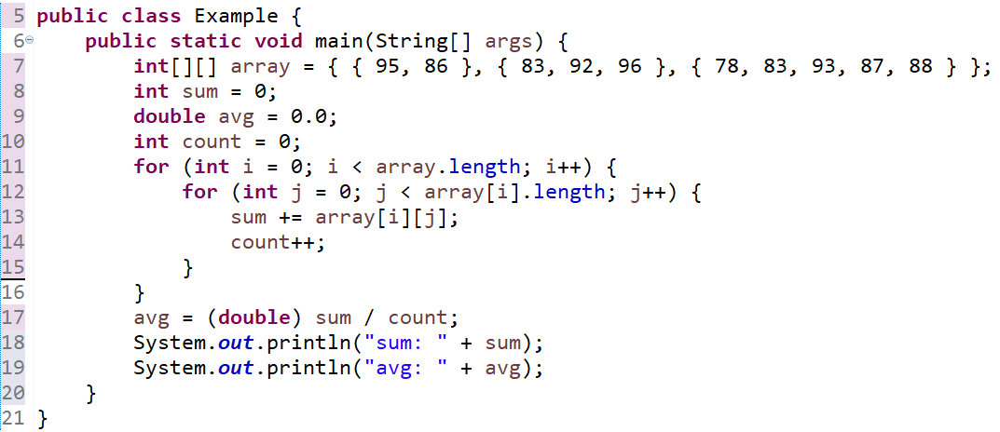 5 public class Example {
6 public static void main(String[] args) {
7 int[][] array = { { 95, 86 }, { 83, 92, 96 }, { 78, 83, 93, 87, 88 } };
8 int sum = 0;
9 double avg = 0.0;
10 int count = 0;
11 for (int i = 0; i < array.length; i++) {
12 for (int j = 0; j < array[i].length; j++) {
13 sum += array[i][j];
14 count++;
15 }
16 }
17 avg = (double) sum / count;
18 System.out.println("sum: " + sum);
19 System.out.println("avg: " + avg);
20 }
21 }